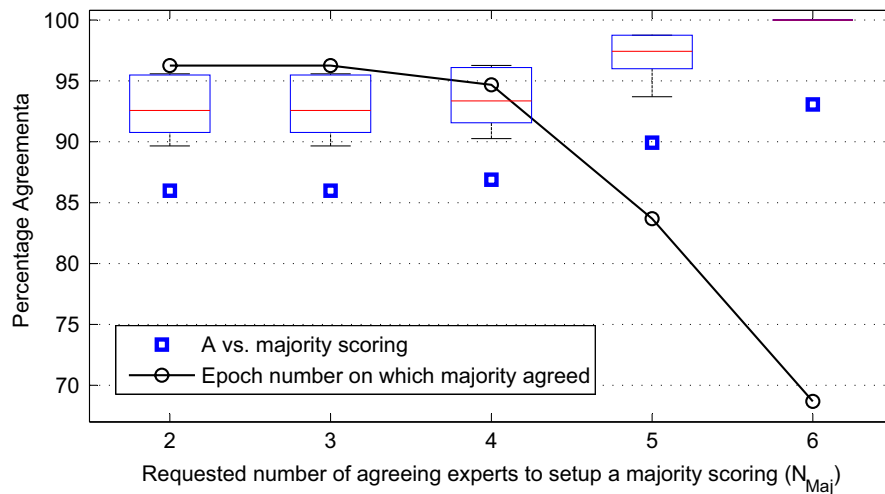 100
95
90
85
80
75
70
Percentage Agreementa
A vs. majority scoring
Epoch number on which majority agreed
2 3 4 5 6
Requested number of agreeing experts to setup a majority scoring (N_Maj)